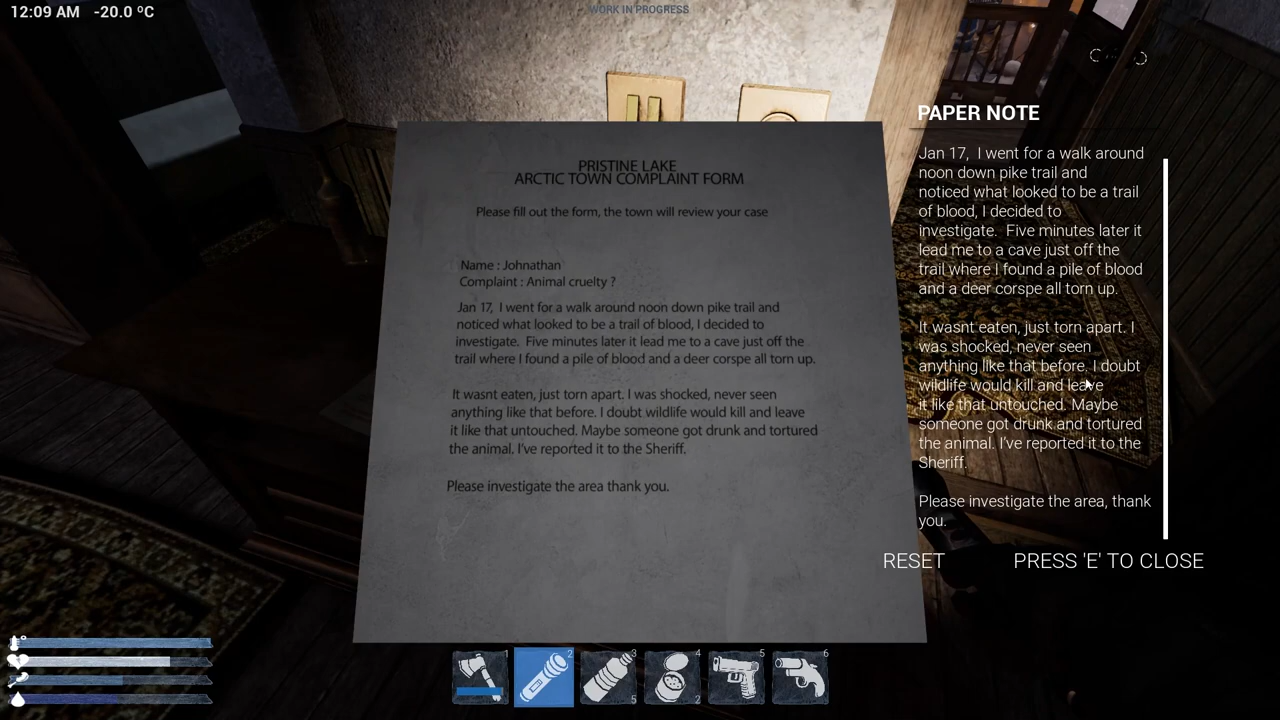 12:09 AM -20.0 ºC
WORK IN PROGRESS
PRISTINE LAKE
ARCTIC TOWN COMPLAINT FORM
Please fill out the form, the town will review your case
Name : Johnathan
Complaint : Animal cruelty ?
Jan 17, I went for a walk around noon down pike trail and
noticed what looked to be a trail of blood, I decided to
investigate. Five minutes later it lead me to a cave just off the
trail where I found a pile of blood and a deer corspe all torn up.
It wasnt eaten, just torn apart. I was shocked, never seen
anything like that before. I doubt wildlife would kill and leave
it like that untouched. Maybe someone got drunk and tortured
the animal. I've reported it to the Sheriff.
Please investigate the area thank you.
PAPER NOTE
Jan 17, I went for a walk around
noon down pike trail and
noticed what looked to be a trail
of blood, I decided to
investigate. Five minutes later it
lead me to a cave just off the
trail where I found a pile of blood
and a deer corspe all torn up.
It wasnt eaten, just torn apart. I
was shocked, never seen
anything like that before. I doubt
wildlife would kill and leave
it like that untouched. Maybe
someone got drunk and tortured
the animal. I've reported it to the
Sheriff.
Please investigate the area, thank
you.
RESET
PRESS 'E' TO CLOSE
1
2
3
5
4
2
5
6